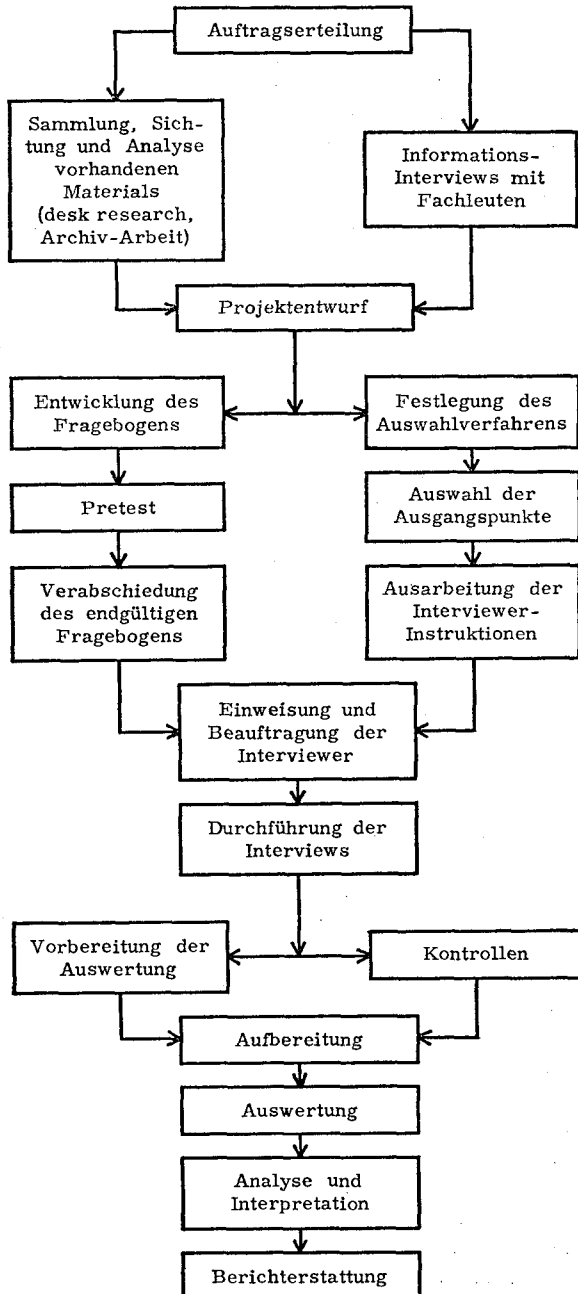 Auftragserteilung
Sammlung, Sich-
tung und Analyse
vorhandenen
Materials
(desk research,
Archiv-Arbeit)
Informations-
Interviews mit
Fachleuten
Projektentwurf
Entwicklung des
Fragebogens
Festlegung des
Auswahlverfahrens
Pretest
Auswahl der
Ausgangspunkte
Verabschiedung
des endgültigen
Fragebogens
Ausarbeitung der
Interviewer-
Instruktionen
Einweisung und
Beauftragung der
Interviewer
Durchführung der
Interviews
Vorbereitung der
Auswertung
Kontrollen
Aufbereitung
Auswertung
Analyse und
Interpretation
Berichterstattung